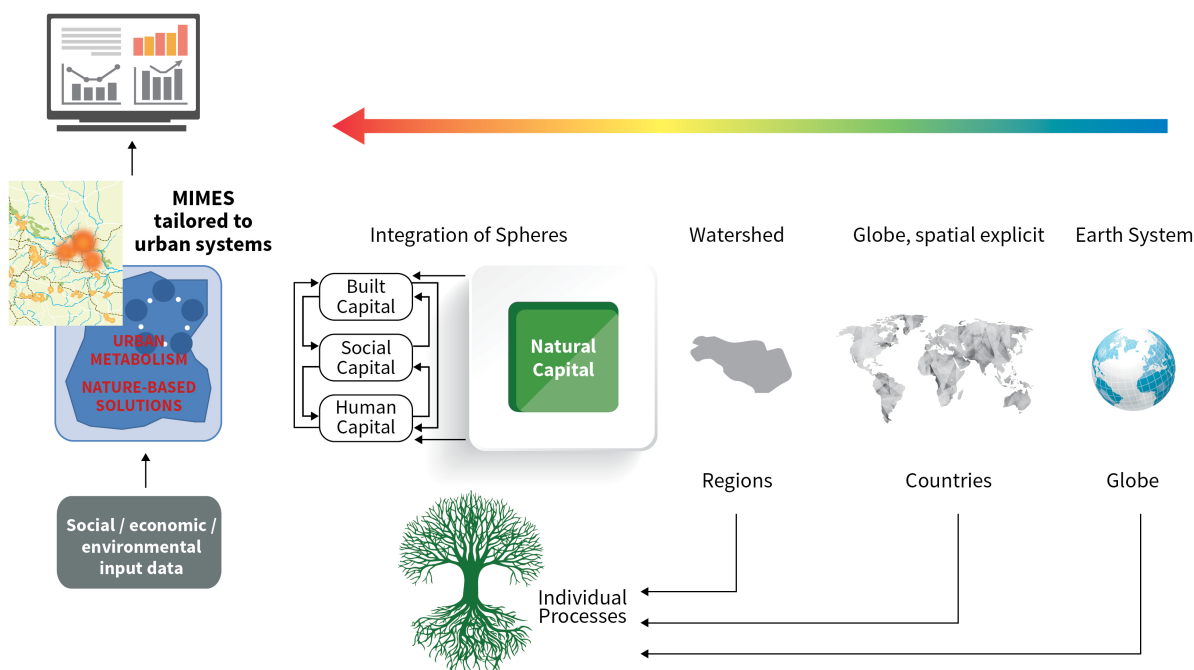 MIMES
tailored to
urban systems
URBAN
METABOLISM
NATURE-BASED
SOLUTIONS
Social / economic /
environmental
input data
Integration of Spheres
Watershed
Globe, spatial explicit
Earth System
Built
Capital
Social
Capital
Human
Capital
Natural
Capital
Regions
Countries
Globe
Individual
Processes